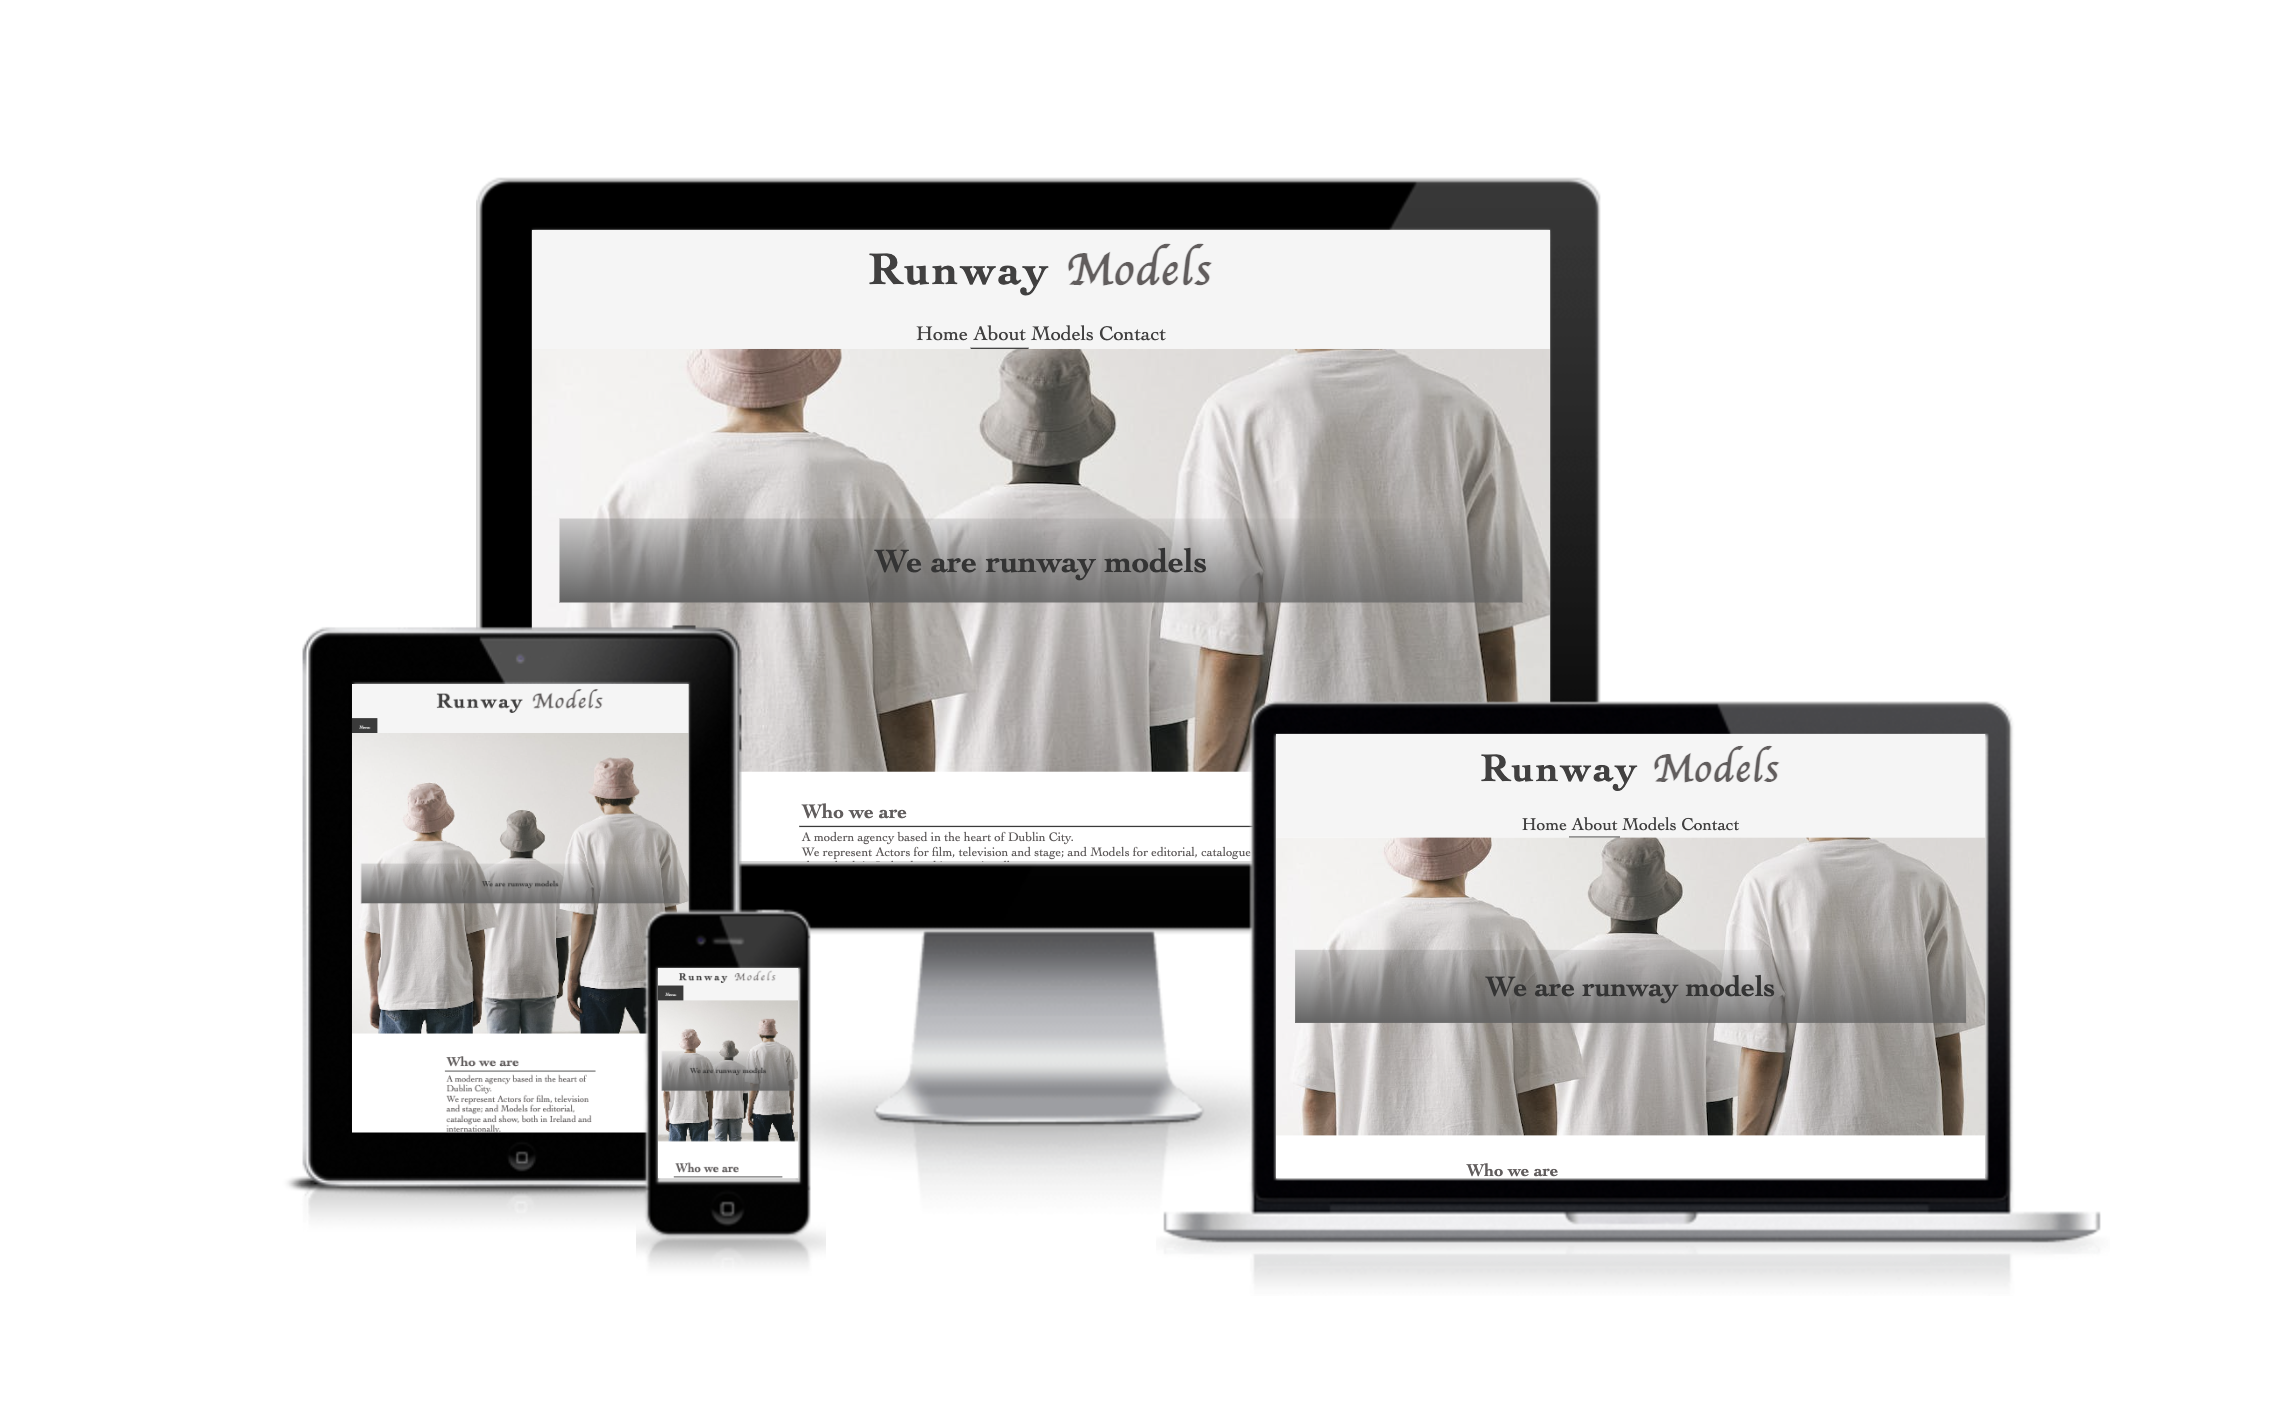 Runway Models
Home About Models Contact
We are runway models
Who we are
A modern agency based in the heart of Dublin City.
We represent Actors for film, television and stage; and Models for editorial, catalogue
Runway Models
Menu
We are runway models
Who we are
A modern agency based in the heart of
Dublin City.
We represent Actors for film, television
and stage; and Models for editorial,
catalogue and show, both in Ireland and
internationally.
Runway Models
Menu
We are runway models
Who we are
Runway Models
Home About Models Contact
We are runway models
Who we are